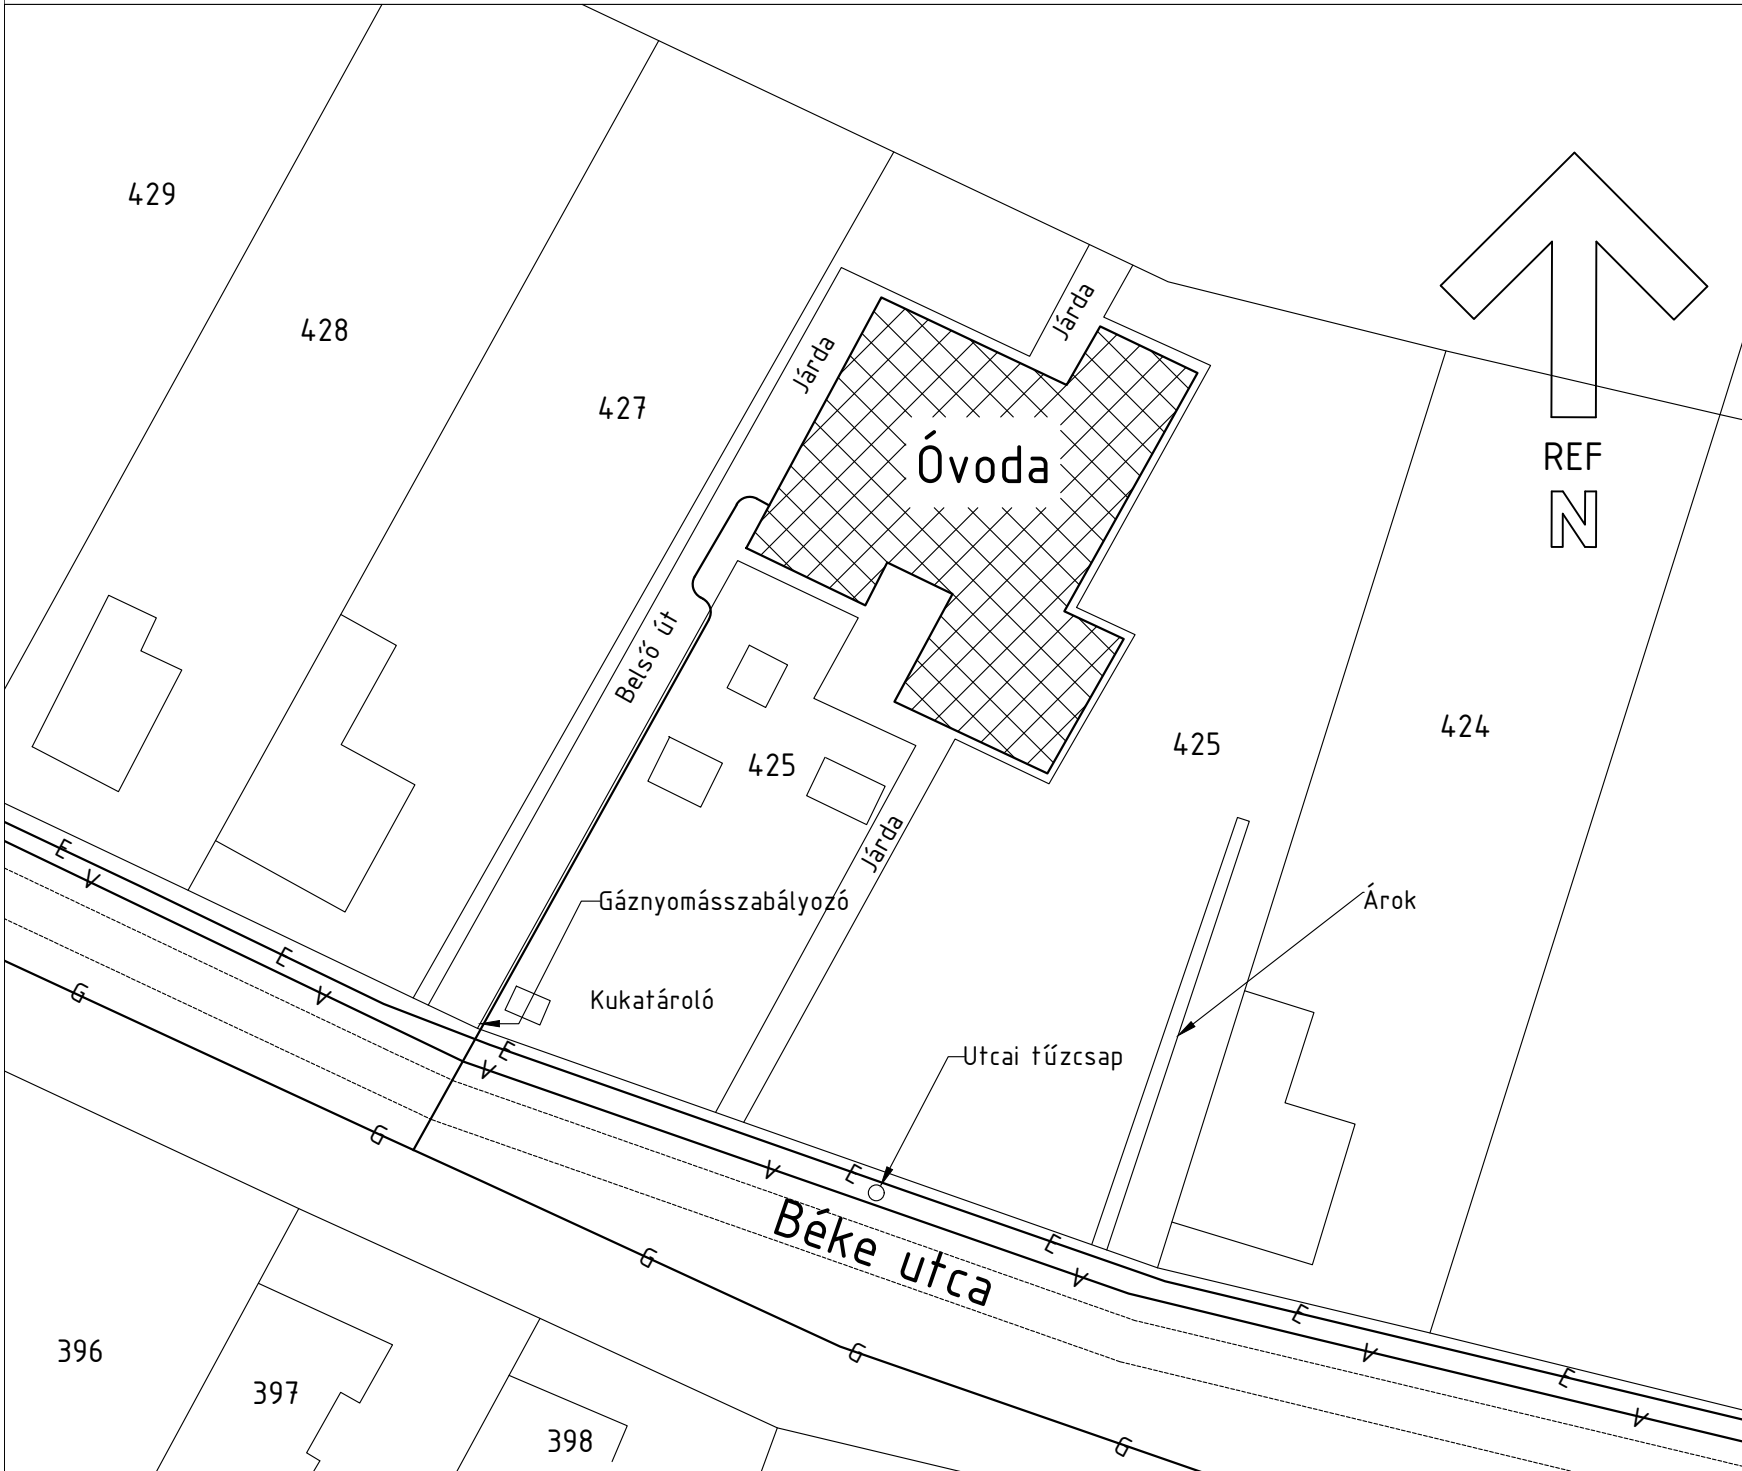 429
428
427
Járda
Járda
Óvoda
REF
N
Belső út
425
425
424
Járda
Gáznyomásszabályozó
Árok
Kukatároló
Utcai tűzcsap
E
V
E
V
G
E
V
G
V
E
Béke utca
E
V
G
E
V
E
V
G
G
396
397
398